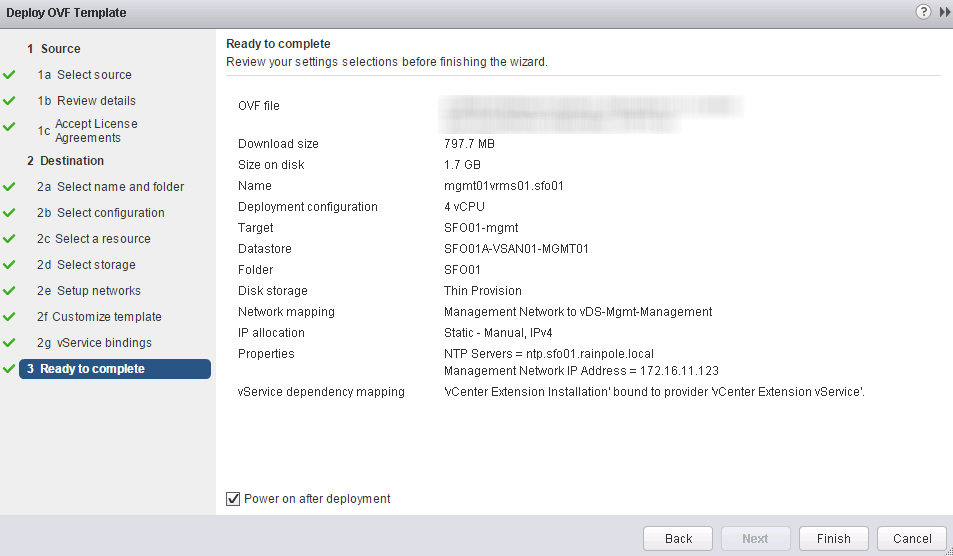 Deploy OVF Template
?
1 Source
1a Select source
1b Review details
1c Accept License
Agreements
2 Destination
2a Select name and folder
2b Select configuration
2c Select a resource
2d Select storage
2e Setup networks
2f Customize template
2g vService bindings
3 Ready to complete
Ready to complete
Review your settings selections before finishing the wizard.
OVF file
Download size 797.7 MB
Size on disk 1.7 GB
Name mgmt01vrms01.sfo01
Deployment configuration 4 vCPU
Target SFO01-mgmt
Datastore SFO01A-VSAN01-MGMT01
Folder SFO01
Disk storage Thin Provision
Network mapping Management Network to vDS-Mgmt-Management
IP allocation Static - Manual, IPv4
Properties NTP Servers = ntp.sfo01.rainpole.local
Management Network IP Address = 172.16.11.123
vService dependency mapping 'vCenter Extension Installation' bound to provider 'vCenter Extension vService'.
Power on after deployment
Back Next Finish Cancel